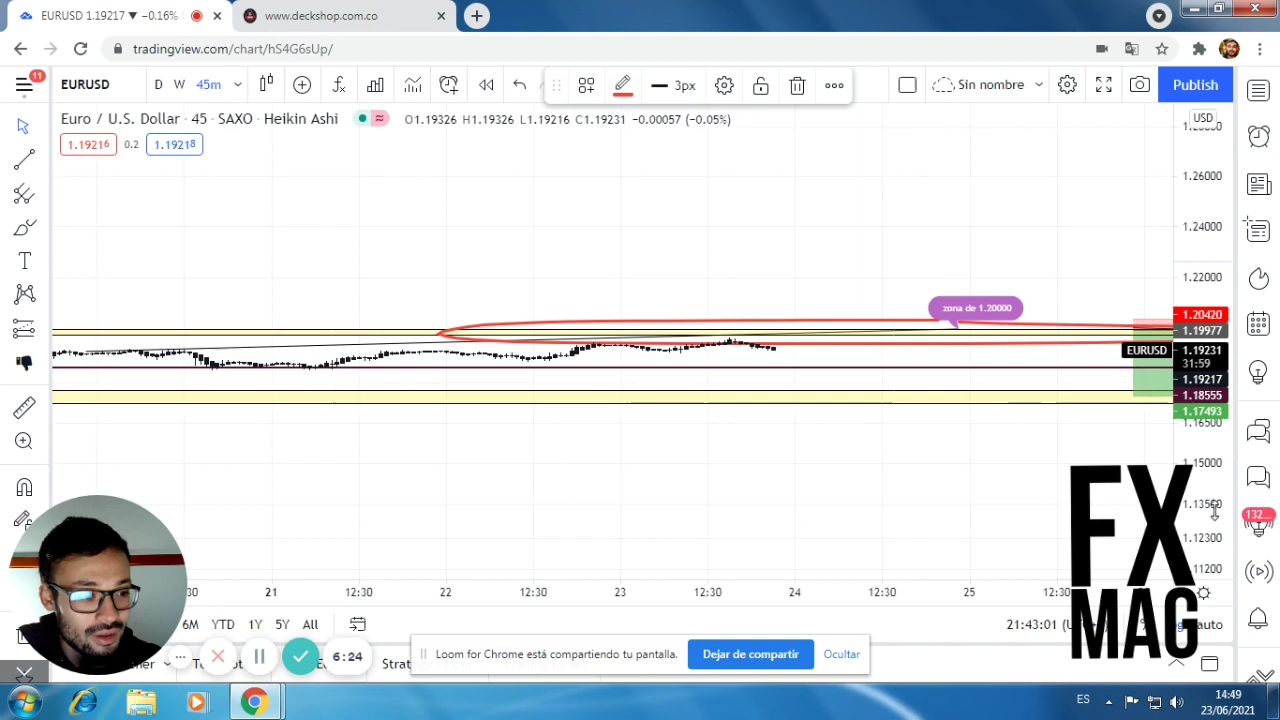 EURUSD 1.19217 ▼ −0.16%
www.deckshop.com.co
tradingview.com/chart/hS4G6sUp/
11
EURUSD
D W 45m
3px
Sin nombre
Publish
Euro / U.S. Dollar · 45 · SAXO · Heikin Ashi
O1.19326 H1.19326 L1.19216 C1.19231 −0.00057 (−0.05%)
1.19216 0.2 1.19218
USD
1.26000
1.24000
1.22000
zona de 1.20000
1.20420
1.19977
EURUSD 1.19231
31:59
1.19217
1.18555
1.17493
1.16500
1.15000
1.13550
1.12300
1.11200
132...
FX
MAG
21 12:30 22 12:30 23 12:30 24 12:30 25 12:30
6M YTD 1Y 5Y All
21:43:01
auto
6:24
Loom for Chrome está compartiendo tu pantalla.
Dejar de compartir
Ocultar
ES
14:49
23/06/2021